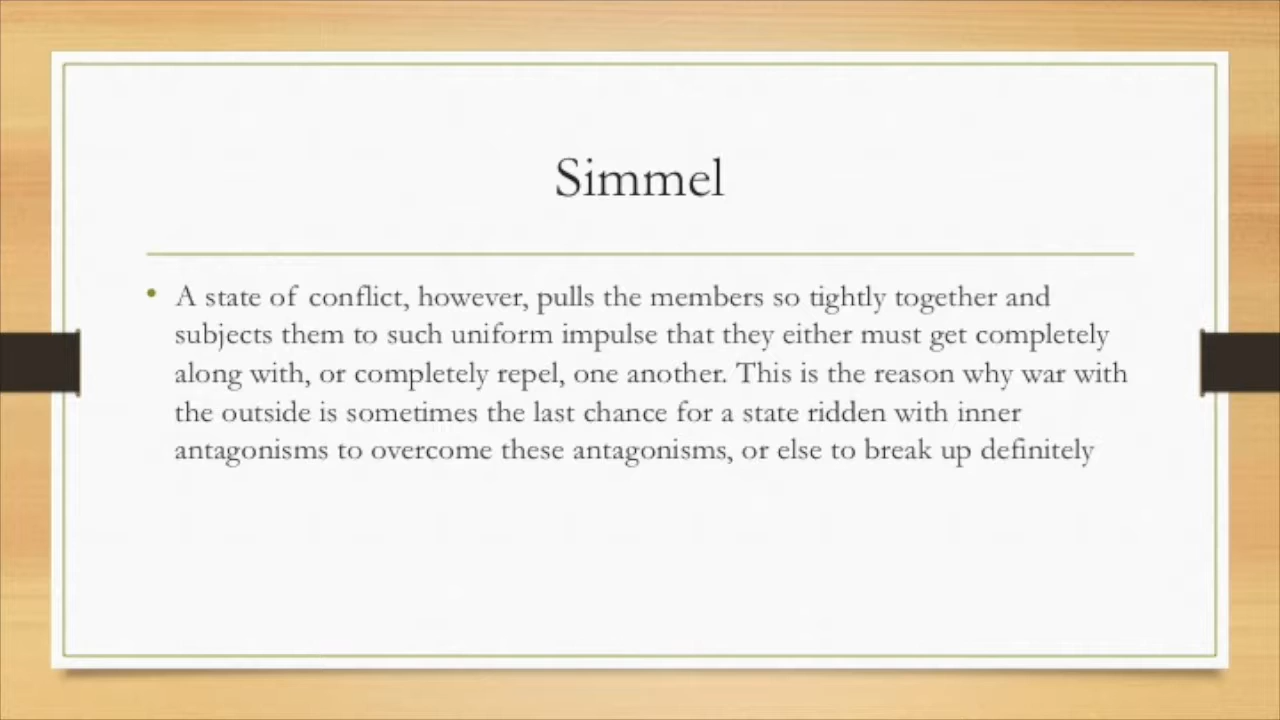 Simmel
• A state of conflict, however, pulls the members so tightly together and
subjects them to such uniform impulse that they either must get completely
along with, or completely repel, one another. This is the reason why war with
the outside is sometimes the last chance for a state ridden with inner
antagonisms to overcome these antagonisms, or else to break up definitely